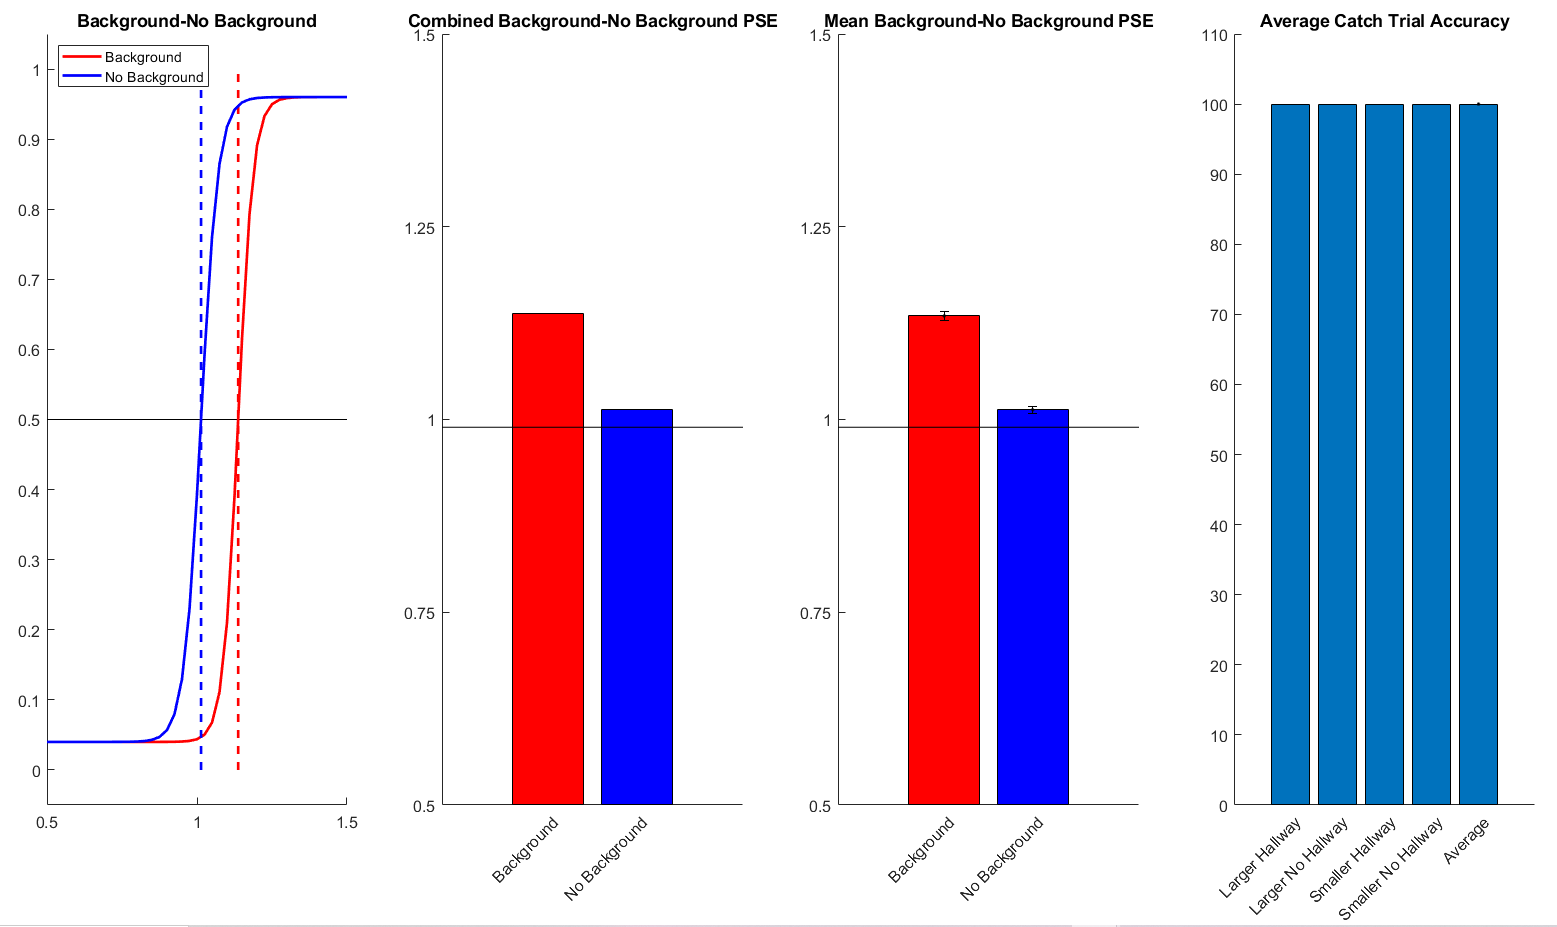 Background-No Background
Background
No Background
1
0.9
0.8
0.7
0.6
0.5
0.4
0.3
0.2
0.1
0
0.5
1
1.5
Combined Background-No Background PSE
1.5
1.25
1
0.75
0.5
Background
No Background
Mean Background-No Background PSE
1.5
1.25
1
0.75
0.5
Background
No Background
Average Catch Trial Accuracy
110
100
90
80
70
60
50
40
30
20
10
0
Larger Hallway
Larger No Hallway
Smaller Hallway
Smaller No Hallway
Average